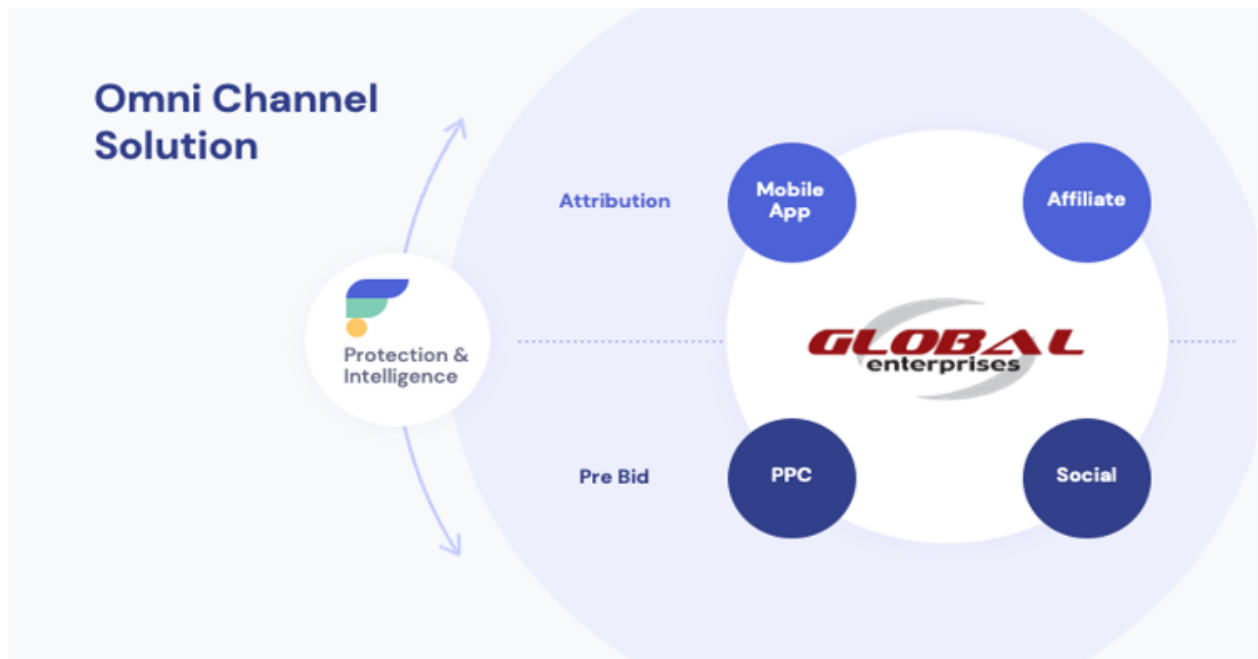 Omni Channel
Solution
Attribution
Mobile
App
Affiliate
Protection &
Intelligence
GLOBAL
enterprises
Pre Bid
PPC
Social